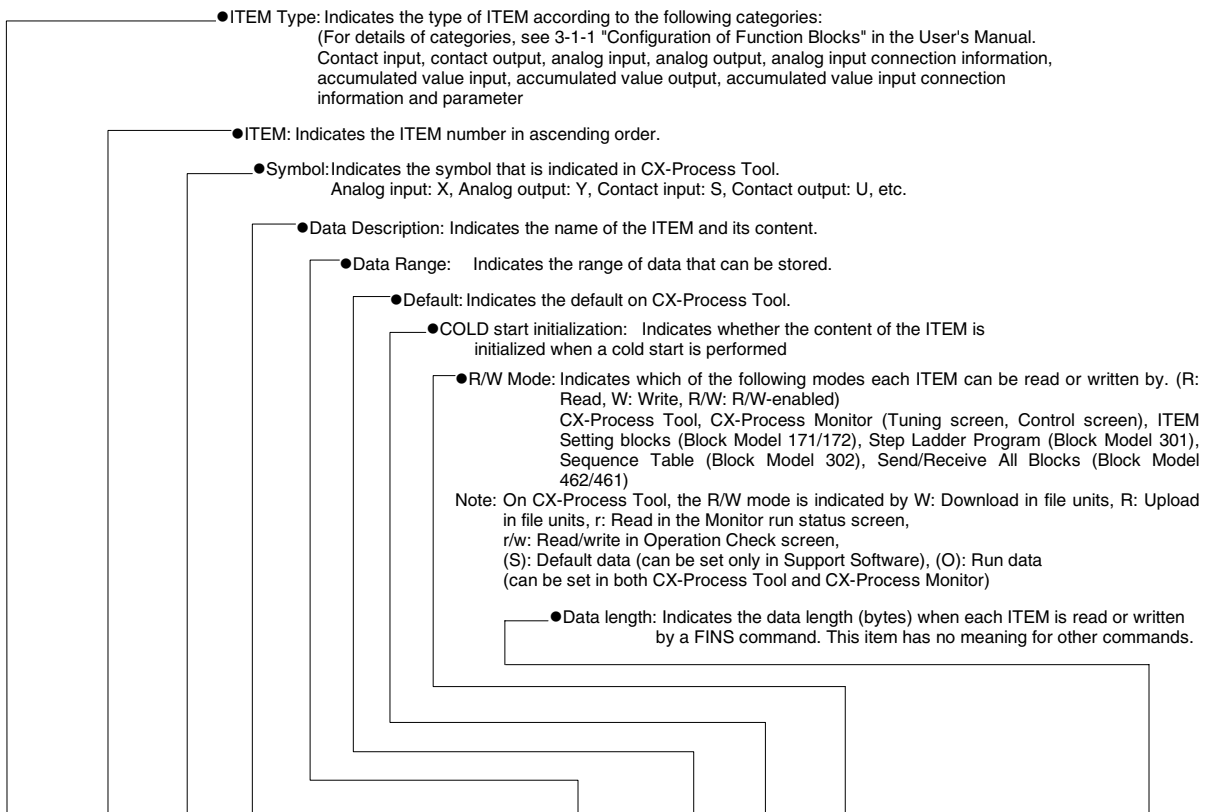 ●ITEM Type: Indicates the type of ITEM according to the following categories:
(For details of categories, see 3-1-1 "Configuration of Function Blocks" in the User's Manual.
Contact input, contact output, analog input, analog output, analog input connection information,
accumulated value input, accumulated value output, accumulated value input connection
information and parameter
●ITEM: Indicates the ITEM number in ascending order.
●Symbol: Indicates the symbol that is indicated in CX-Process Tool.
Analog input: X, Analog output: Y, Contact input: S, Contact output: U, etc.
●Data Description: Indicates the name of the ITEM and its content.
●Data Range: Indicates the range of data that can be stored.
●Default: Indicates the default on CX-Process Tool.
●COLD start initialization: Indicates whether the content of the ITEM is
initialized when a cold start is performed
●R/W Mode: Indicates which of the following modes each ITEM can be read or written by. (R:
Read, W: Write, R/W: R/W-enabled)
CX-Process Tool, CX-Process Monitor (Tuning screen, Control screen), ITEM
Setting blocks (Block Model 171/172), Step Ladder Program (Block Model 301),
Sequence Table (Block Model 302), Send/Receive All Blocks (Block Model
462/461)
Note: On CX-Process Tool, the R/W mode is indicated by W: Download in file units, R: Upload
in file units, r: Read in the Monitor run status screen,
r/w: Read/write in Operation Check screen,
(S): Default data (can be set only in Support Software), (O): Run data
(can be set in both CX-Process Tool and CX-Process Monitor)
●Data length: Indicates the data length (bytes) when each ITEM is read or written
by a FINS command. This item has no meaning for other commands.